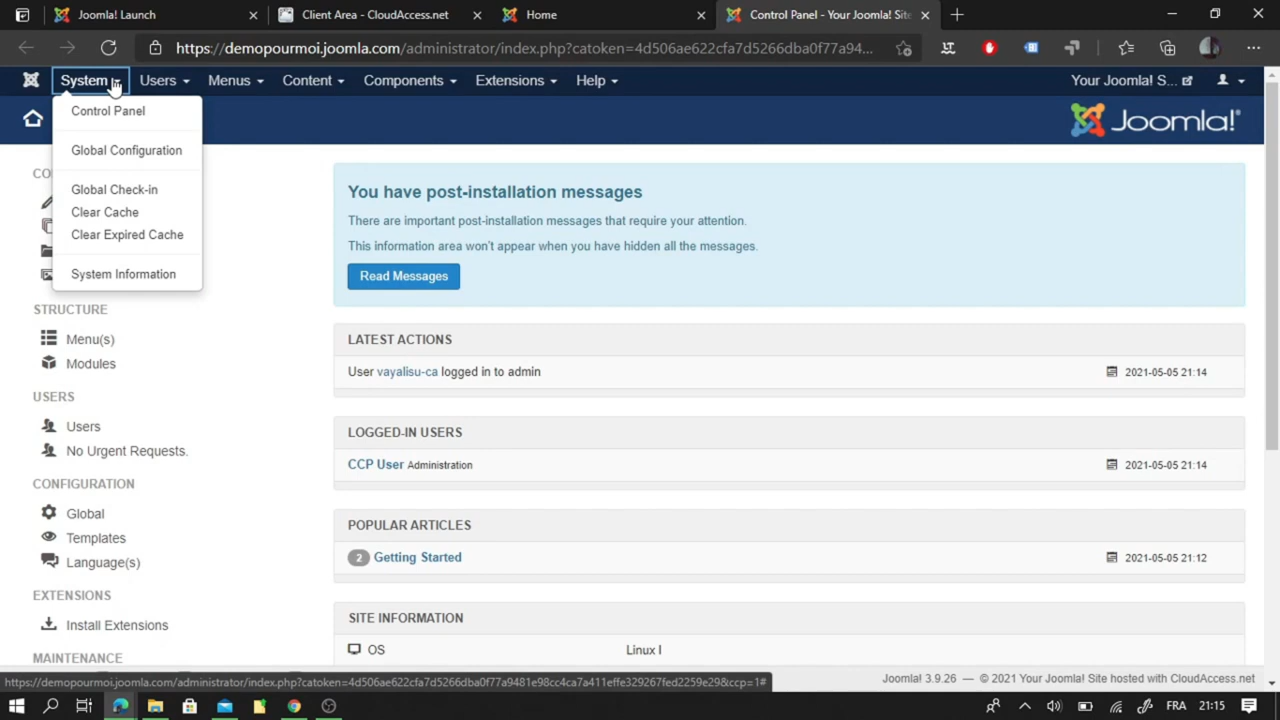 Joomla! Launch
Client Area - CloudAccess.net
Home
Control Panel - Your Joomla! Site
https://demopourmoi.joomla.com/administrator/index.php?catoken=4d506ae622cfa7d5217066dba0f77a94...
System
Users
Menus
Content
Components
Extensions
Help
Your Joomla! S...
Joomla!
Control Panel
Global Configuration
Global Check-in
Clear Cache
Clear Expired Cache
System Information
CO
STRUCTURE
Menu(s)
Modules
USERS
Users
No Urgent Requests.
CONFIGURATION
Global
Templates
Language(s)
EXTENSIONS
Install Extensions
MAINTENANCE
You have post-installation messages
There are important post-installation messages that require your attention.
This information area won't appear when you have hidden all the messages.
Read Messages
LATEST ACTIONS
User vayalisu-ca logged in to admin 2021-05-05 21:14
LOGGED-IN USERS
CCP User Administration 2021-05-05 21:14
POPULAR ARTICLES
2 Getting Started 2021-05-05 21:12
SITE INFORMATION
OS Linux l
https://demopourmoi.joomla.com/administrator/index.php?catoken=4d506ae622cfa7d5217066dba0f77a9481e98cc4ca7a411effe329267fed2259e29&ccp=1#
Joomla! 3.9.26 — © 2021 Your Joomla! Site hosted with CloudAccess.net
FRA 21:15